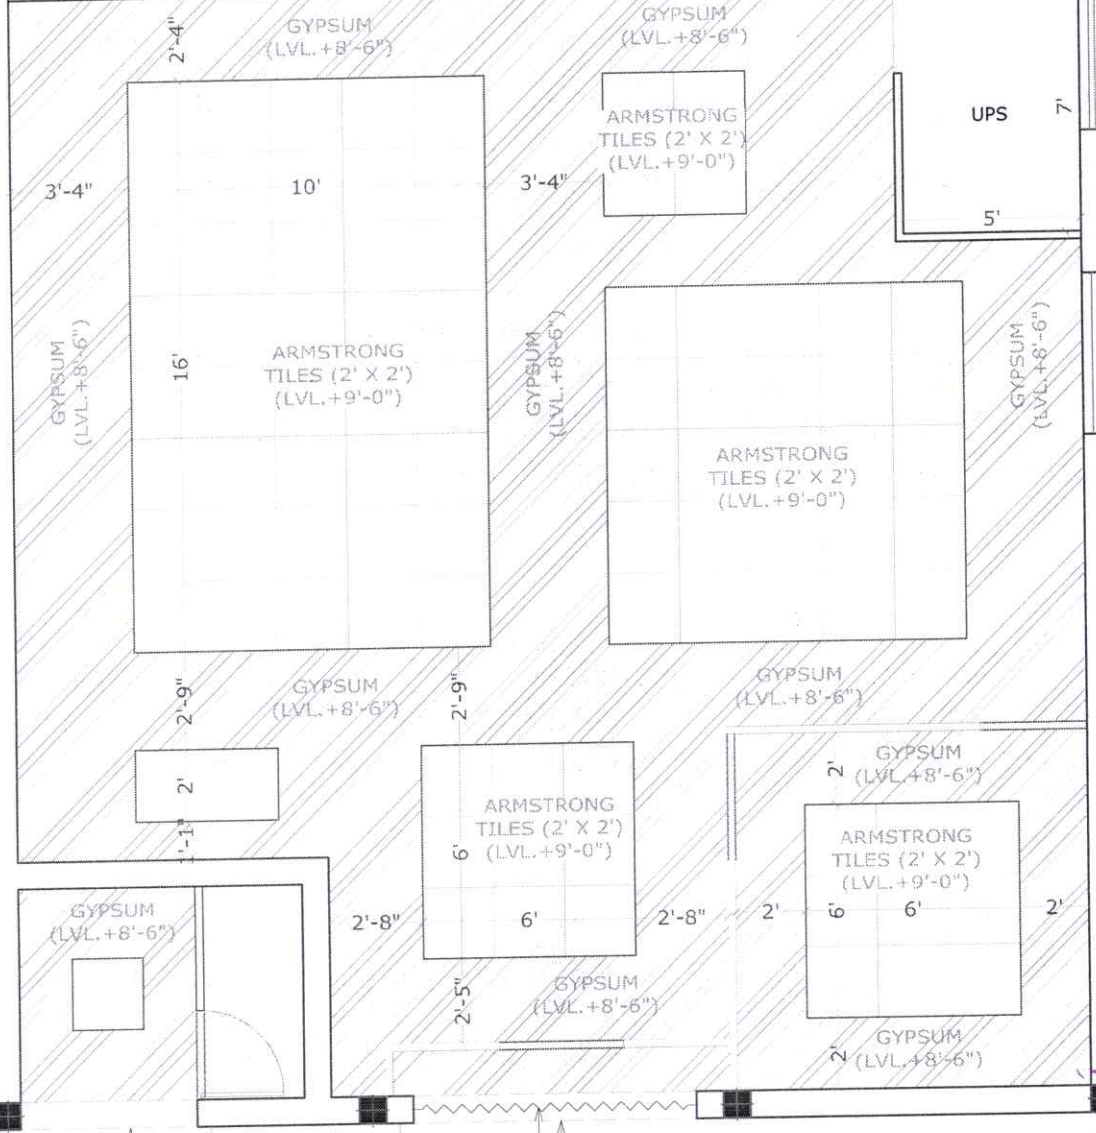 2'-4"
GYPSUM
(LVL.+8'-6")
GYPSUM
(LVL.+8'-6")
ARMSTRONG
TILES (2' X 2')
(LVL.+9'-0")
UPS
7'
3'-4"
10'
3'-4"
5'
GYPSUM
(LVL.+8'-6")
16'
ARMSTRONG
TILES (2' X 2')
(LVL.+9'-0")
GYPSUM
(LVL.+8'-6")
GYPSUM
(LVL.+8'-6")
ARMSTRONG
TILES (2' X 2')
(LVL.+9'-0")
2'-9"
GYPSUM
(LVL.+8'-6")
2'-9"
GYPSUM
(LVL.+8'-6")
2'
ARMSTRONG
TILES (2' X 2')
(LVL.+9'-0")
6'
2'
GYPSUM
(LVL.+8'-6")
ARMSTRONG
TILES (2' X 2')
(LVL.+9'-0")
GYPSUM
(LVL.+8'-6")
2'-8"
6'
2'-8"
2'
6'
6'
2'
2'-5"
GYPSUM
(LVL.+8'-6")
2'
GYPSUM
(LVL.+8'-6")